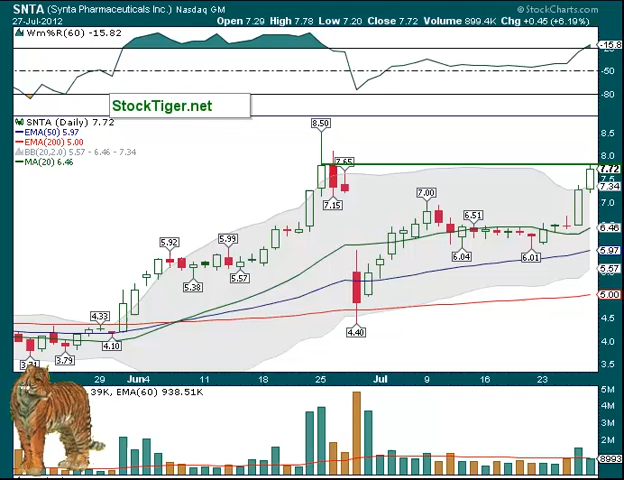 SNTA (Synta Pharmaceuticals Inc.) Nasdaq GM
© StockCharts.com
27-Jul-2012
Open 7.29 High 7.78 Low 7.20 Close 7.72 Volume 899.4K Chg +0.45 (+6.19%)
Wm%R(60) -15.82
-15.8
-50
-80
StockTiger.net
SNTA (Daily) 7.72
EMA(50) 5.97
EMA(200) 5.00
BB(20,2.0) 5.57 - 6.46 - 7.34
MA(20) 6.46
8.50
8.5
8.0
7.65
7.72
7.34
7.15
7.00
6.51
6.46
5.92
5.99
6.04
6.01
5.97
5.57
5.38
5.57
5.00
4.33
4.40
4.5
4.10
4.0
3.79
3.5
29 Jun4 11 18 25 Jul 9 16 23
39K, EMA(60) 938.51K
5M
4M
3M
2M
8993